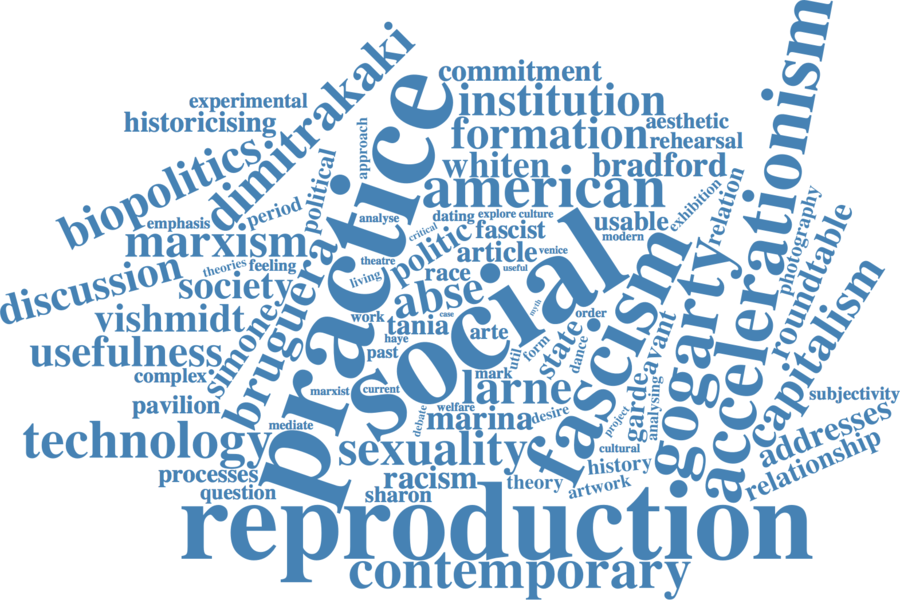 commitment
experimental
institution
historicising
dimitrakaki
accelerationism
formation
aesthetic
rehearsal
approach
practice
biopolitics
whiten
bradford
american
political
period
emphasis
exhibition
relation
analyse
dating
explore
culture
usable
modern
critical
fascist
marxism
politic
article
venice
photography
theories
feeling
theatre
living
race
useful
roundtable
discussion
society
abse
social
myth
vishmidt
simone
bruguera
work
case
tania
arte
order
state
haye
past
util
form
dance
avant
fascism
gogarty
capitalism
usefulness
complex
marxist
current
mark
larne
garde
analysing
subjectivity
pavilion
welfare
debate
marina
desire
project
addresses
mediate
technology
sexuality
cultural
history
relationship
processes
racism
theory
artwork
question
sharon
reproduction
contemporary